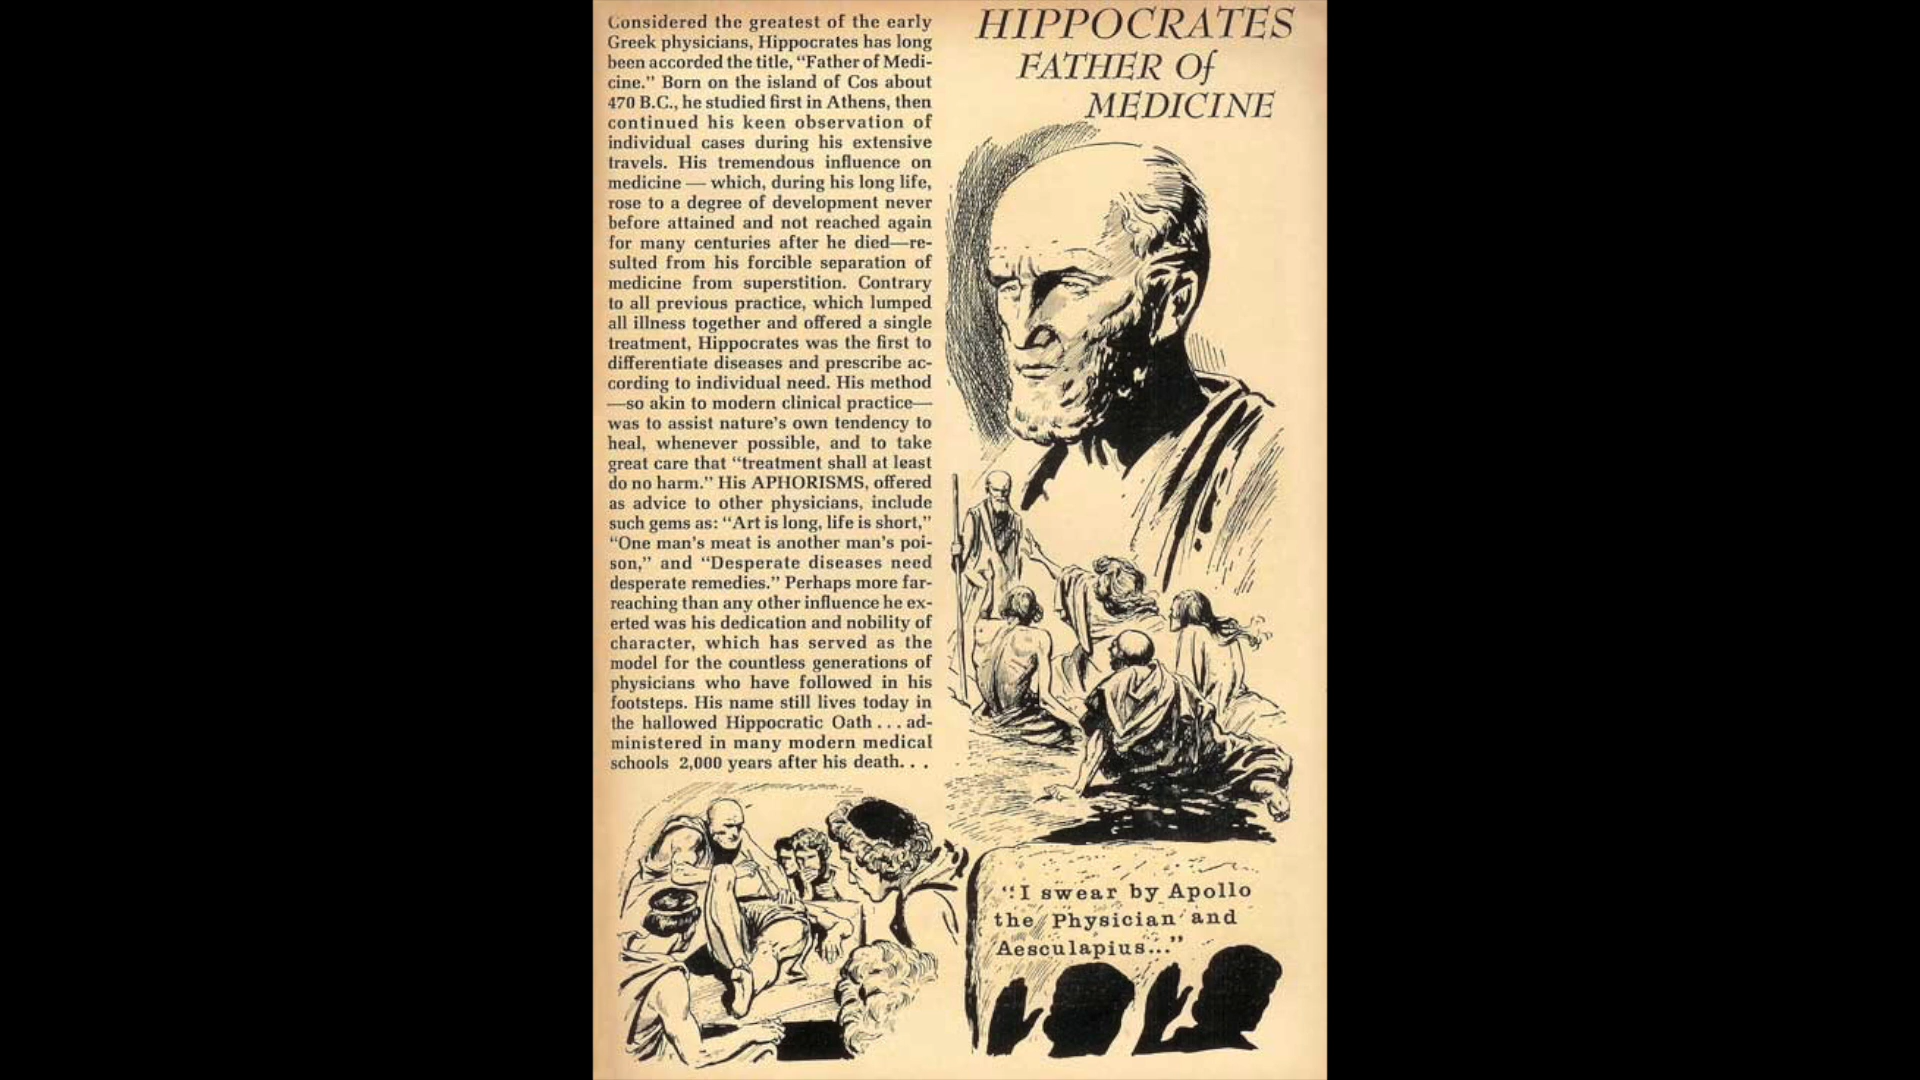 Considered the greatest of the early
Greek physicians, Hippocrates has long
been accorded the title, “Father of Medi-
cine.” Born on the island of Cos about
470 B.C., he studied first in Athens, then
continued his keen observation of
individual cases during his extensive
travels. His tremendous influence on
medicine — which, during his long life,
rose to a degree of development never
before attained and not reached again
for many centuries after he died—re-
sulted from his forcible separation of
medicine from superstition. Contrary
to all previous practice, which lumped
all illness together and offered a single
treatment, Hippocrates was the first to
differentiate diseases and prescribe ac-
cording to individual need. His method
—so akin to modern clinical practice—
was to assist nature’s own tendency to
heal, whenever possible, and to take
great care that “treatment shall at least
do no harm.” His APHORISMS, offered
as advice to other physicians, include
such gems as: “Art is long, life is short,”
“One man’s meat is another man’s poi-
son,” and “Desperate diseases need
desperate remedies.” Perhaps more far-
reaching than any other influence he ex-
erted was his dedication and nobility of
character, which has served as the
model for the countless generations of
physicians who have followed in his
footsteps. His name still lives today in
the hallowed Hippocratic Oath . . . ad-
ministered in many modern medical
schools 2,000 years after his death. . .
HIPPOCRATES
FATHER Of
MEDICINE
“I swear by Apollo
the Physician and
Aesculapius...”